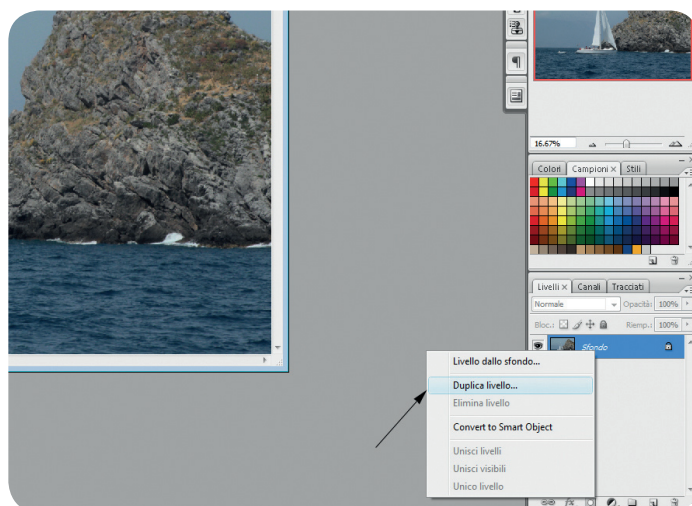 16.67%
Colori Campioni × Stili
Livelli × Canali Tracciati
Normale Opacità: 100%
Bloc.: Riemp.: 100%
Sfondo
Livello dallo sfondo...
Duplica livello...
Elimina livello
Convert to Smart Object
Unisci livelli
Unisci visibili
Unico livello
fx